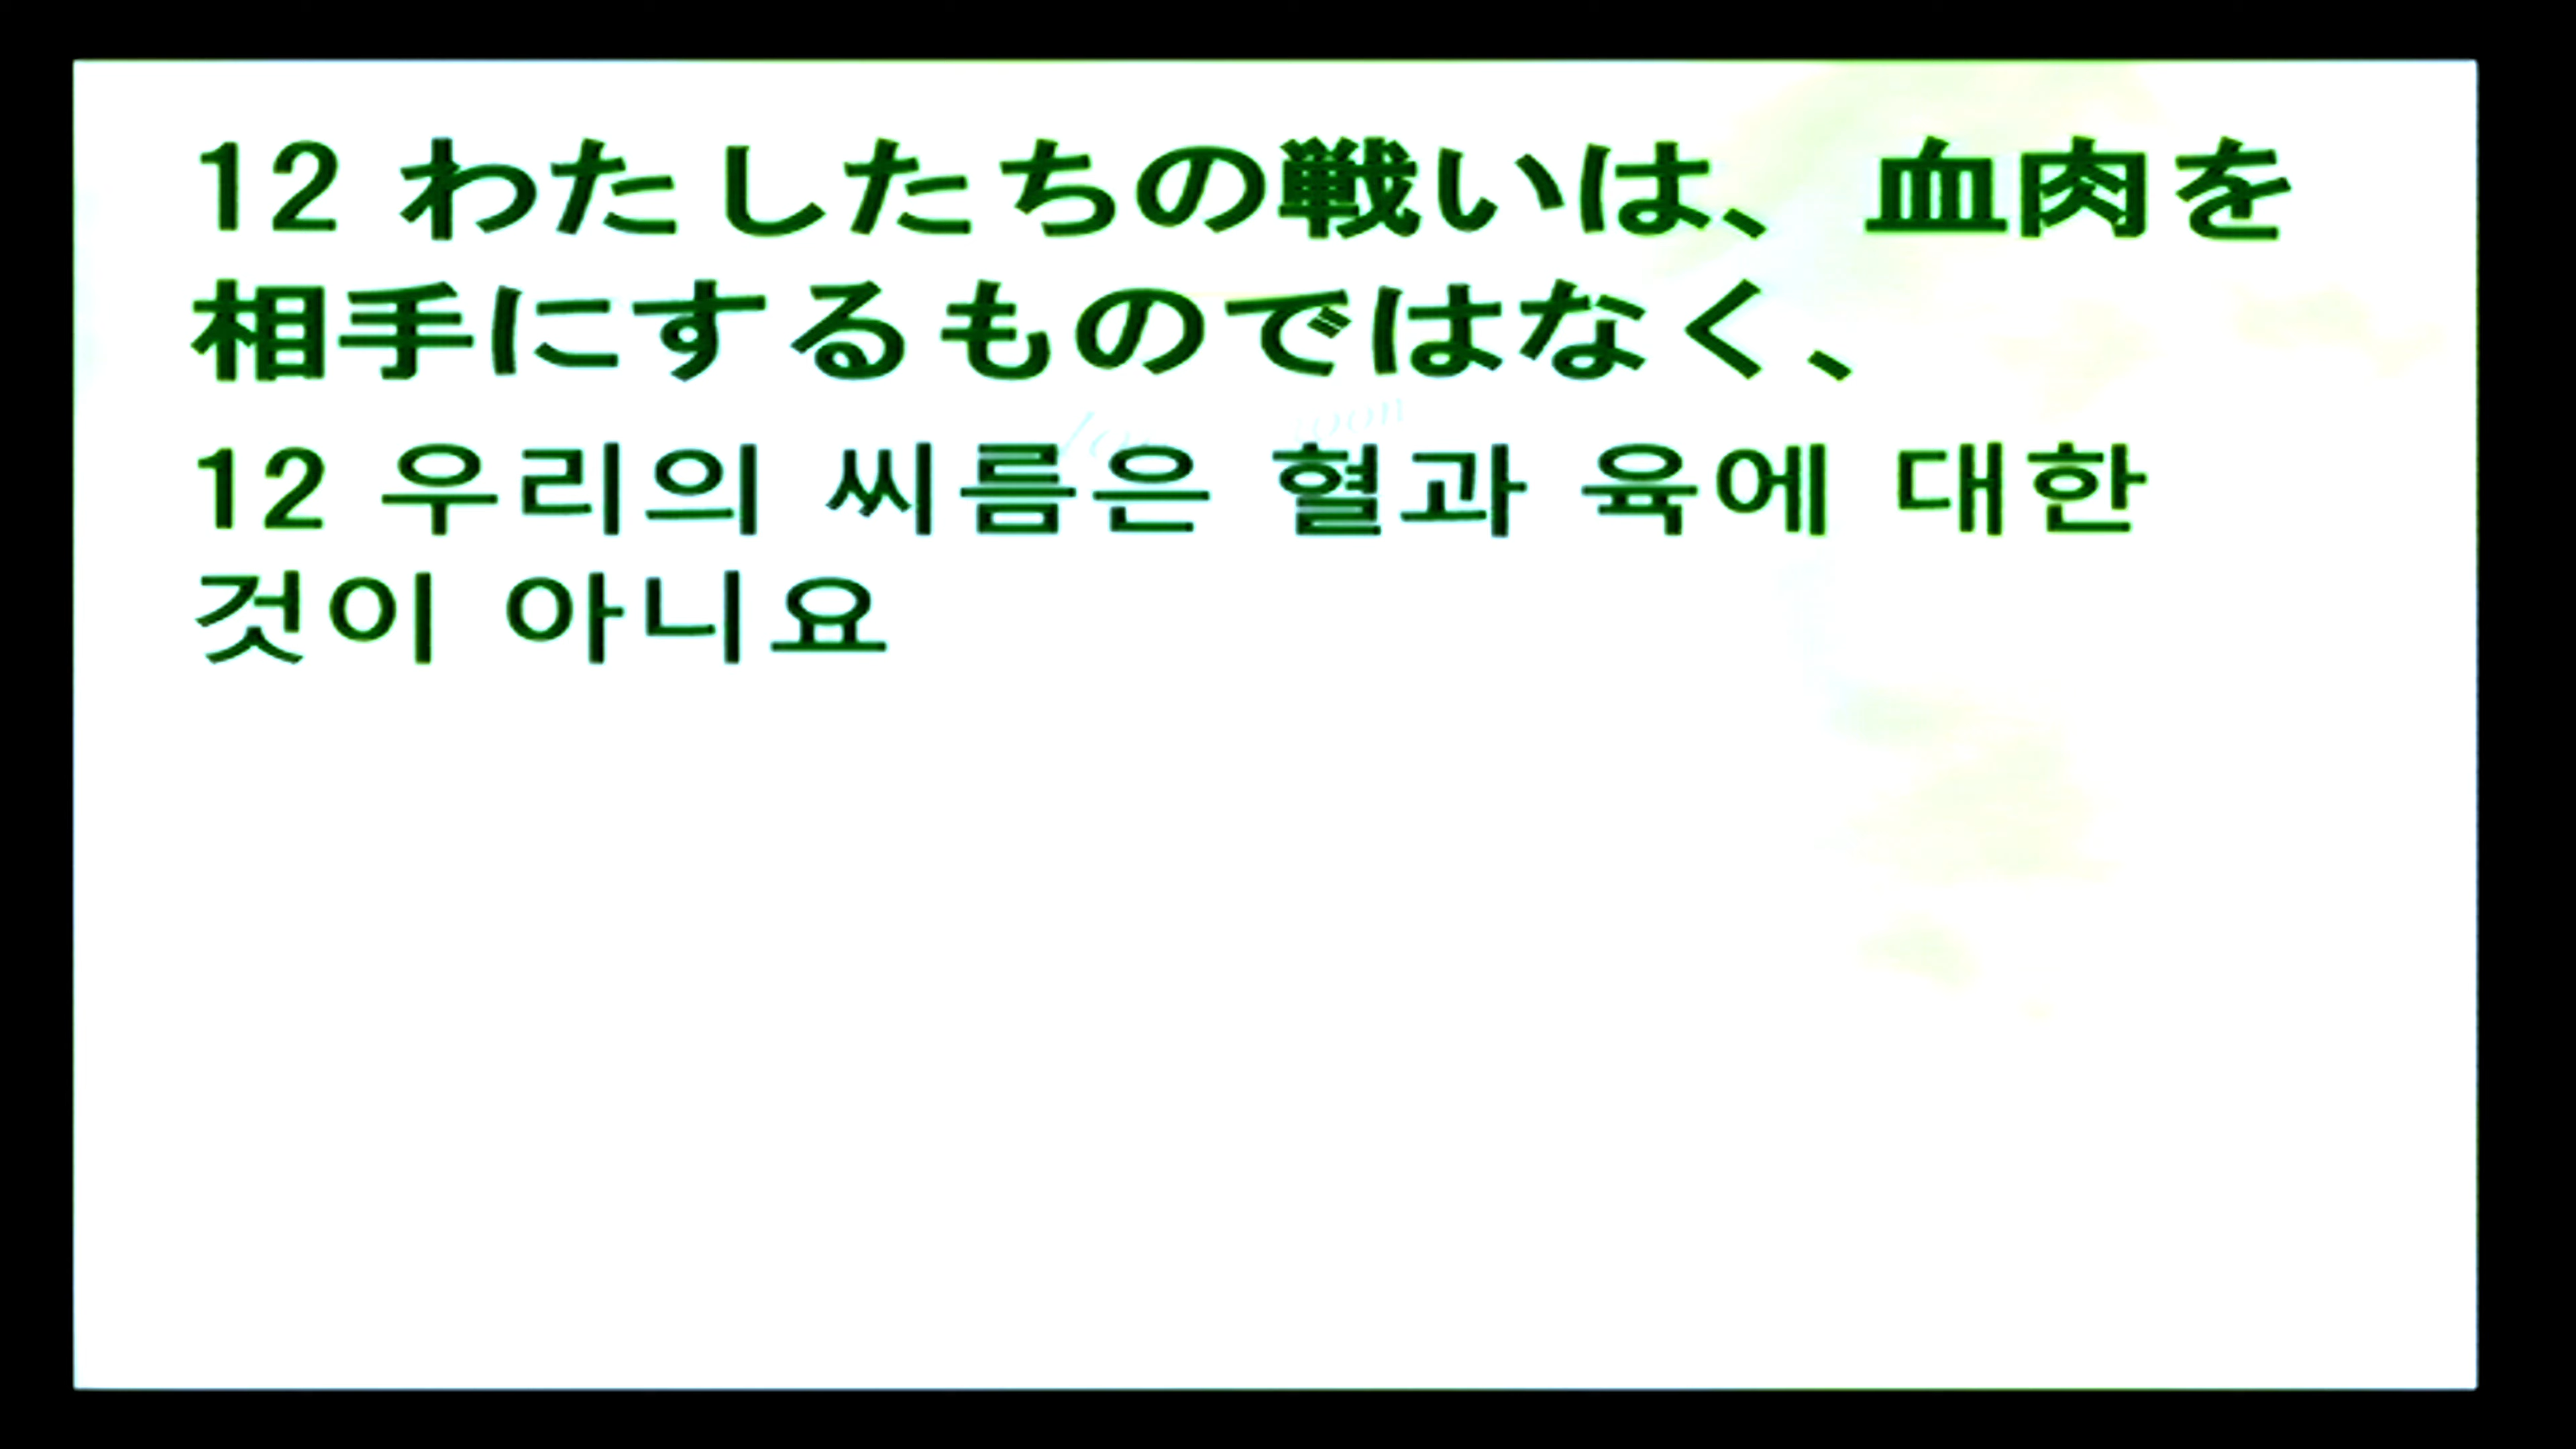 12 わたしたちの戦いは、血肉を
相手にするものではなく、
12 우리의 씨름은 혈과 육에 대한
것이 아니요